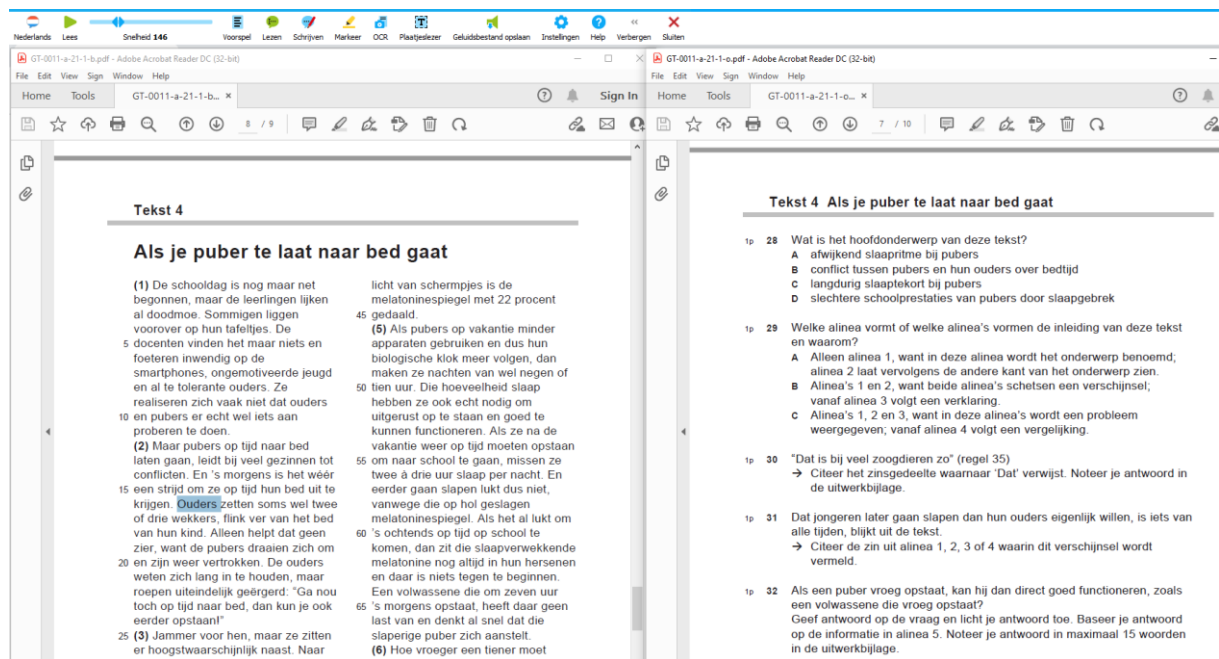 Nederlands Lees Snelheid 146 Voorspel Lezen Schrijven Markeer OCR Plaatjeslezer Geluidsbestand opslaan Instellingen Help Verbergen Sluiten
GT-0011-a-21-1-b.pdf - Adobe Acrobat Reader DC (32-bit)
File Edit View Sign Window Help
Home Tools GT-0011-a-21-1-b... × Sign In
8 / 9
Tekst 4
Als je puber te laat naar bed gaat
(1) De schooldag is nog maar net
begonnen, maar de leerlingen lijken
al doodmoe. Sommigen liggen
voorover op hun tafeltjes. De
5 docenten vinden het maar niets en
foeteren inwendig op de
smartphones, ongemotiveerde jeugd
en al te tolerante ouders. Ze
realiseren zich vaak niet dat ouders
10 en pubers er echt wel iets aan
proberen te doen.
(2) Maar pubers op tijd naar bed
laten gaan, leidt bij veel gezinnen tot
conflicten. En 's morgens is het wéér
15 een strijd om ze op tijd hun bed uit te
krijgen. Ouders zetten soms wel twee
of drie wekkers, flink ver van het bed
van hun kind. Alleen helpt dat geen
zier, want de pubers draaien zich om
20 en zijn weer vertrokken. De ouders
weten zich lang in te houden, maar
roepen uiteindelijk geërgerd: “Ga nou
toch op tijd naar bed, dan kun je ook
eerder opstaan!”
25 (3) Jammer voor hen, maar ze zitten
er hoogstwaarschijnlijk naast. Naar
licht van schermpjes is de
melatoninespiegel met 22 procent
45 gedaald.
(5) Als pubers op vakantie minder
apparaten gebruiken en dus hun
biologische klok meer volgen, dan
maken ze nachten van wel negen of
50 tien uur. Die hoeveelheid slaap
hebben ze ook echt nodig om
uitgerust op te staan en goed te
kunnen functioneren. Als ze na de
vakantie weer op tijd moeten opstaan
55 om naar school te gaan, missen ze
twee à drie uur slaap per nacht. En
eerder gaan slapen lukt dus niet,
vanwege die op hol geslagen
melatoninespiegel. Als het al lukt om
60 's ochtends op tijd op school te
komen, dan zit die slaapverwekkende
melatonine nog altijd in hun hersenen
en daar is niets tegen te beginnen.
Een volwassene die om zeven uur
65 's morgens opstaat, heeft daar geen
last van en denkt al snel dat die
slaperige puber zich aanstelt.
(6) Hoe vroeger een tiener moet
GT-0011-a-21-1-o.pdf - Adobe Acrobat Reader DC (32-bit)
File Edit View Sign Window Help
Home Tools GT-0011-a-21-1-o... ×
7 / 10
Tekst 4 Als je puber te laat naar bed gaat
1p 28 Wat is het hoofdonderwerp van deze tekst?
A afwijkend slaapritme bij pubers
B conflict tussen pubers en hun ouders over bedtijd
C langdurig slaaptekort bij pubers
D slechtere schoolprestaties van pubers door slaapgebrek
1p 29 Welke alinea vormt of welke alinea's vormen de inleiding van deze tekst
en waarom?
A Alleen alinea 1, want in deze alinea wordt het onderwerp benoemd;
alinea 2 laat vervolgens de andere kant van het onderwerp zien.
B Alinea's 1 en 2, want beide alinea's schetsen een verschijnsel;
vanaf alinea 3 volgt een verklaring.
C Alinea's 1, 2 en 3, want in deze alinea's wordt een probleem
weergegeven; vanaf alinea 4 volgt een vergelijking.
1p 30 “Dat is bij veel zoogdieren zo” (regel 35)
→ Citeer het zinsgedeelte waarnaar 'Dat' verwijst. Noteer je antwoord in
de uitwerkbijlage.
1p 31 Dat jongeren later gaan slapen dan hun ouders eigenlijk willen, is iets van
alle tijden, blijkt uit de tekst.
→ Citeer de zin uit alinea 1, 2, 3 of 4 waarin dit verschijnsel wordt
vermeld.
1p 32 Als een puber vroeg opstaat, kan hij dan direct goed functioneren, zoals
een volwassene die vroeg opstaat?
Geef antwoord op de vraag en licht je antwoord toe. Baseer je antwoord
op de informatie in alinea 5. Noteer je antwoord in maximaal 15 woorden
in de uitwerkbijlage.